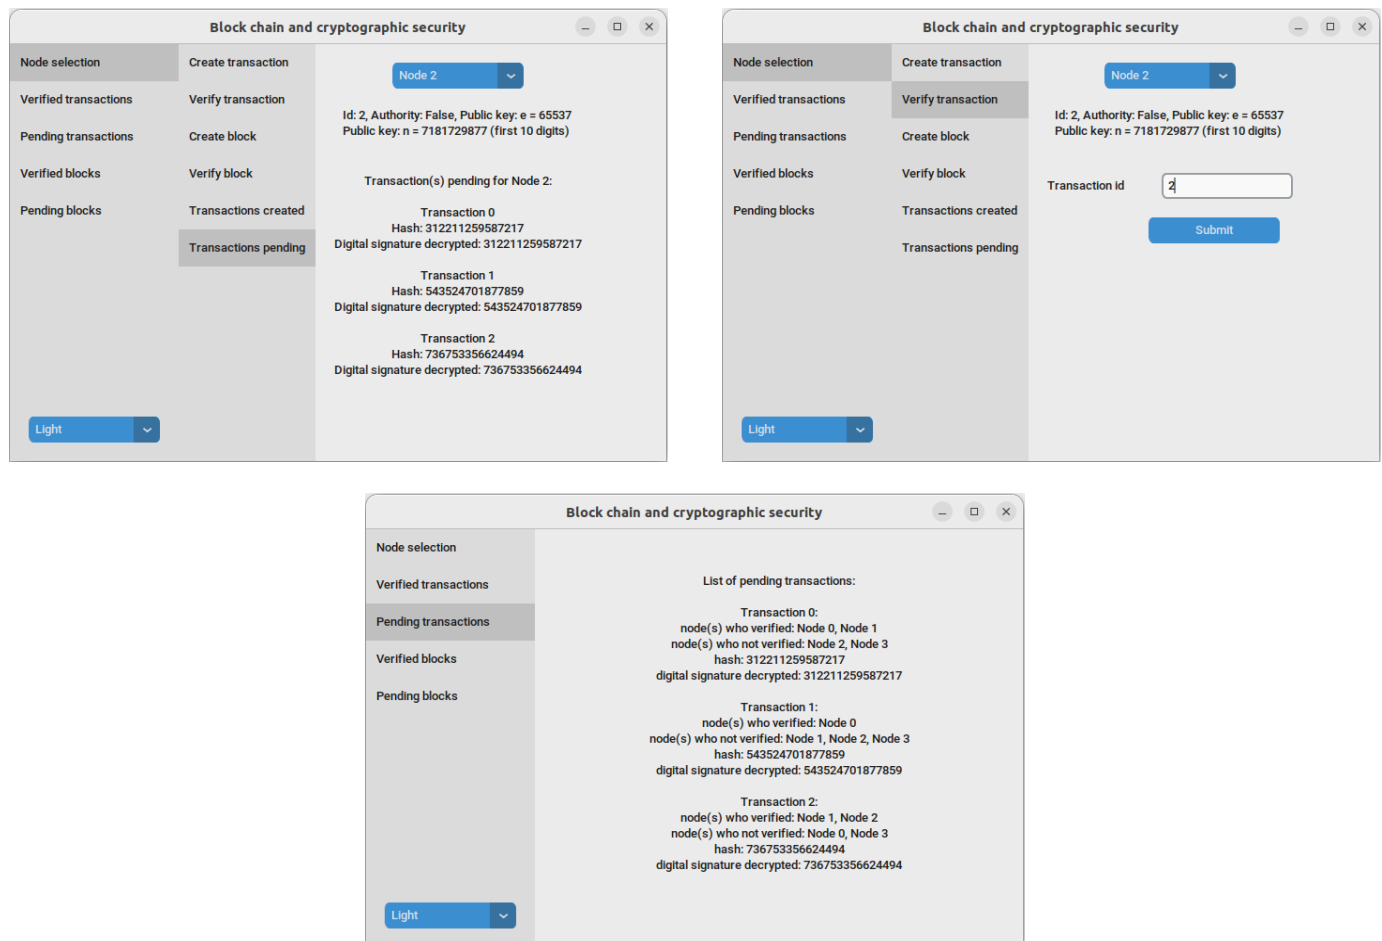 Block chain and cryptographic security
Node selection
Verified transactions
Pending transactions
Verified blocks
Pending blocks
Light
Create transaction
Verify transaction
Create block
Verify block
Transactions created
Transactions pending
Node 2
Id: 2, Authority: False, Public key: e = 65537
Public key: n = 7181729877 (first 10 digits)
Transaction(s) pending for Node 2:
Transaction 0
Hash: 312211259587217
Digital signature decrypted: 312211259587217
Transaction 1
Hash: 543524701877859
Digital signature decrypted: 543524701877859
Transaction 2
Hash: 736753356624494
Digital signature decrypted: 736753356624494
Block chain and cryptographic security
Node selection
Verified transactions
Pending transactions
Verified blocks
Pending blocks
Light
Create transaction
Verify transaction
Create block
Verify block
Transactions created
Transactions pending
Node 2
Id: 2, Authority: False, Public key: e = 65537
Public key: n = 7181729877 (first 10 digits)
Transaction id 2
Submit
Block chain and cryptographic security
Node selection
Verified transactions
Pending transactions
Verified blocks
Pending blocks
Light
List of pending transactions:
Transaction 0:
node(s) who verified: Node 0, Node 1
node(s) who not verified: Node 2, Node 3
hash: 312211259587217
digital signature decrypted: 312211259587217
Transaction 1:
node(s) who verified: Node 0
node(s) who not verified: Node 1, Node 2, Node 3
hash: 543524701877859
digital signature decrypted: 543524701877859
Transaction 2:
node(s) who verified: Node 1, Node 2
node(s) who not verified: Node 0, Node 3
hash: 736753356624494
digital signature decrypted: 736753356624494